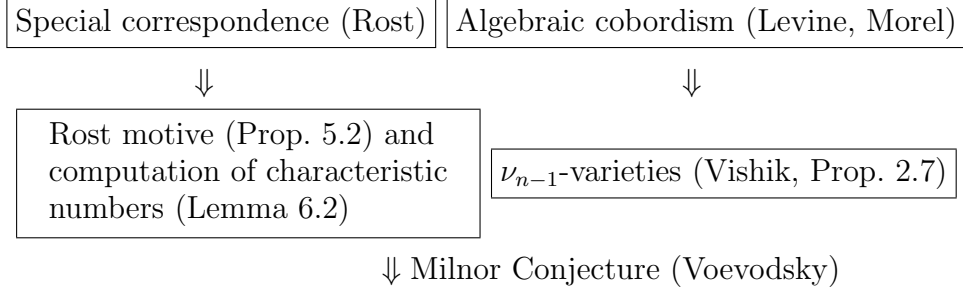 Special correspondence (Rost)
Algebraic cobordism (Levine, Morel)
⇓
⇓
Rost motive (Prop. 5.2) and
computation of characteristic
numbers (Lemma 6.2)
ν_{n−1}-varieties (Vishik, Prop. 2.7)
⇓ Milnor Conjecture (Voevodsky)